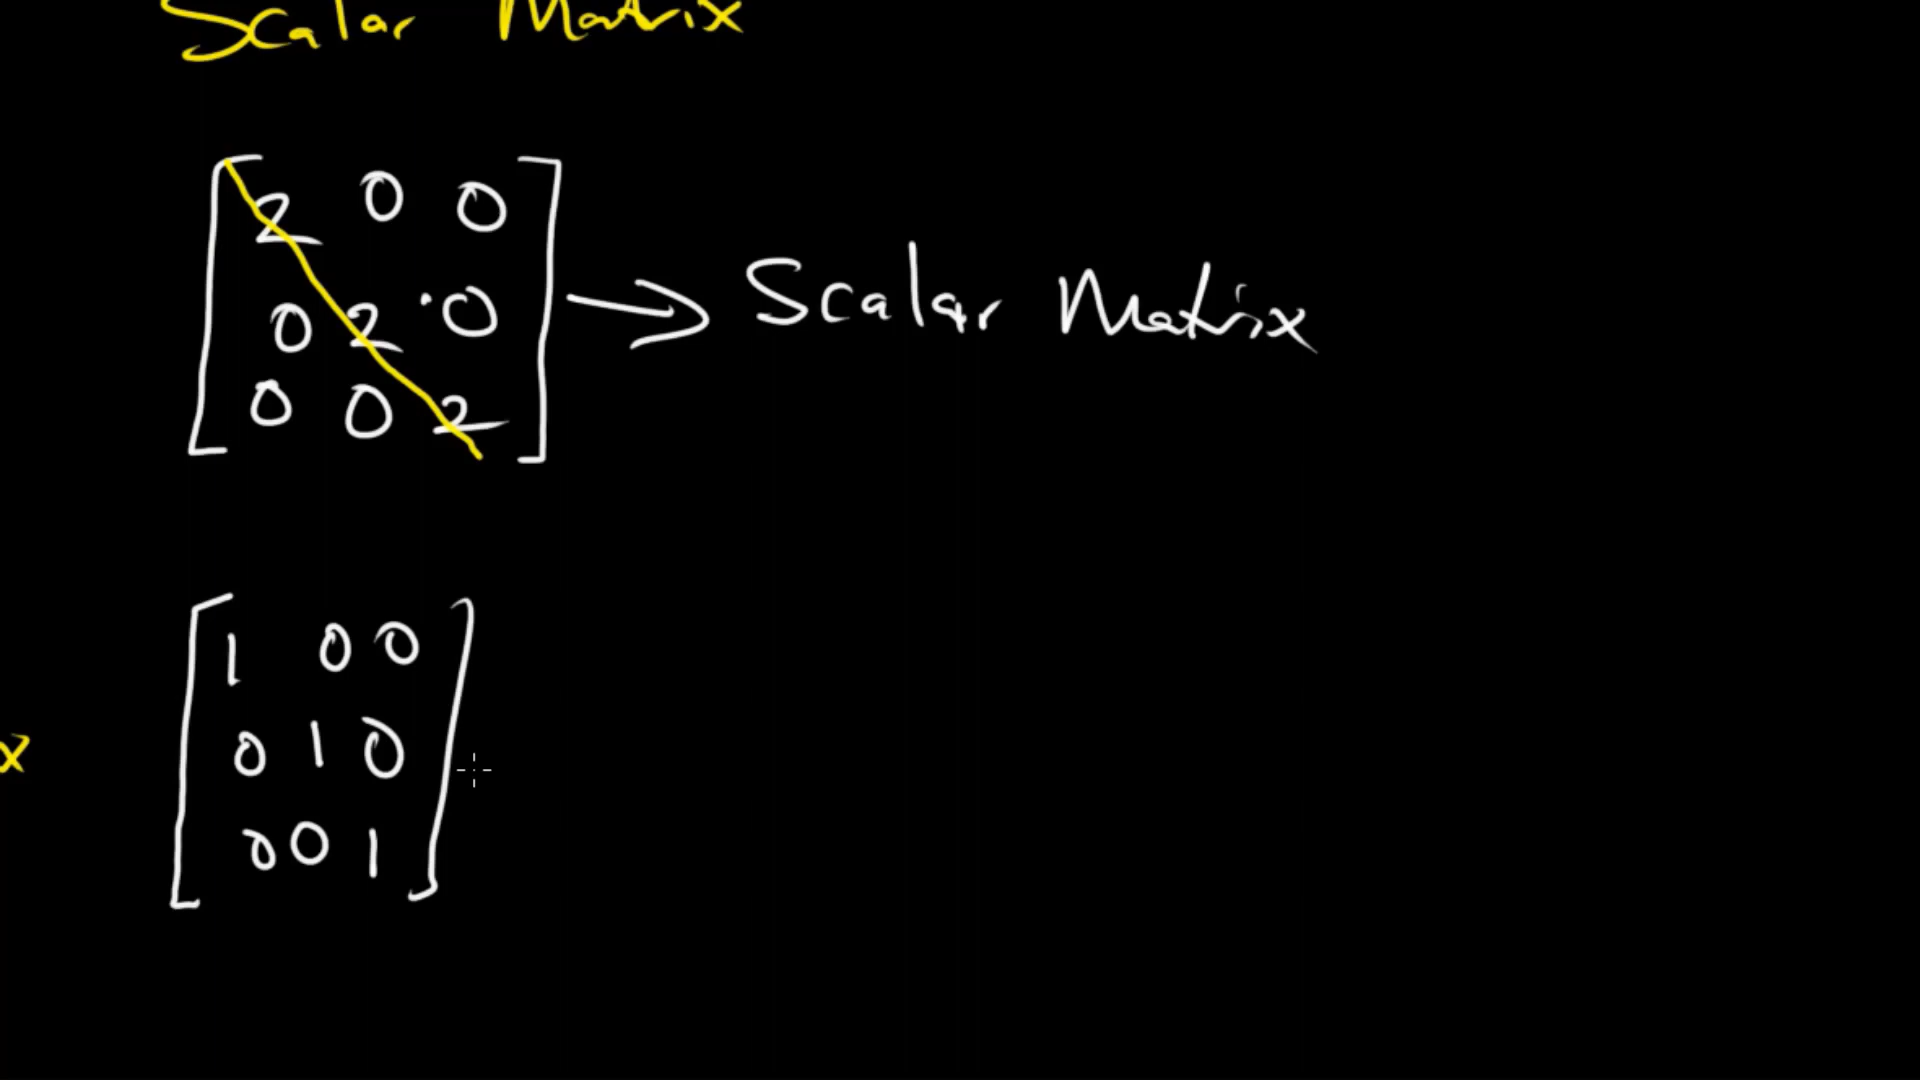 Scalar Matrix
2 0 0
0 2 0
0 0 2
→ Scalar Matrix
1 0 0
0 1 0
0 0 1
x